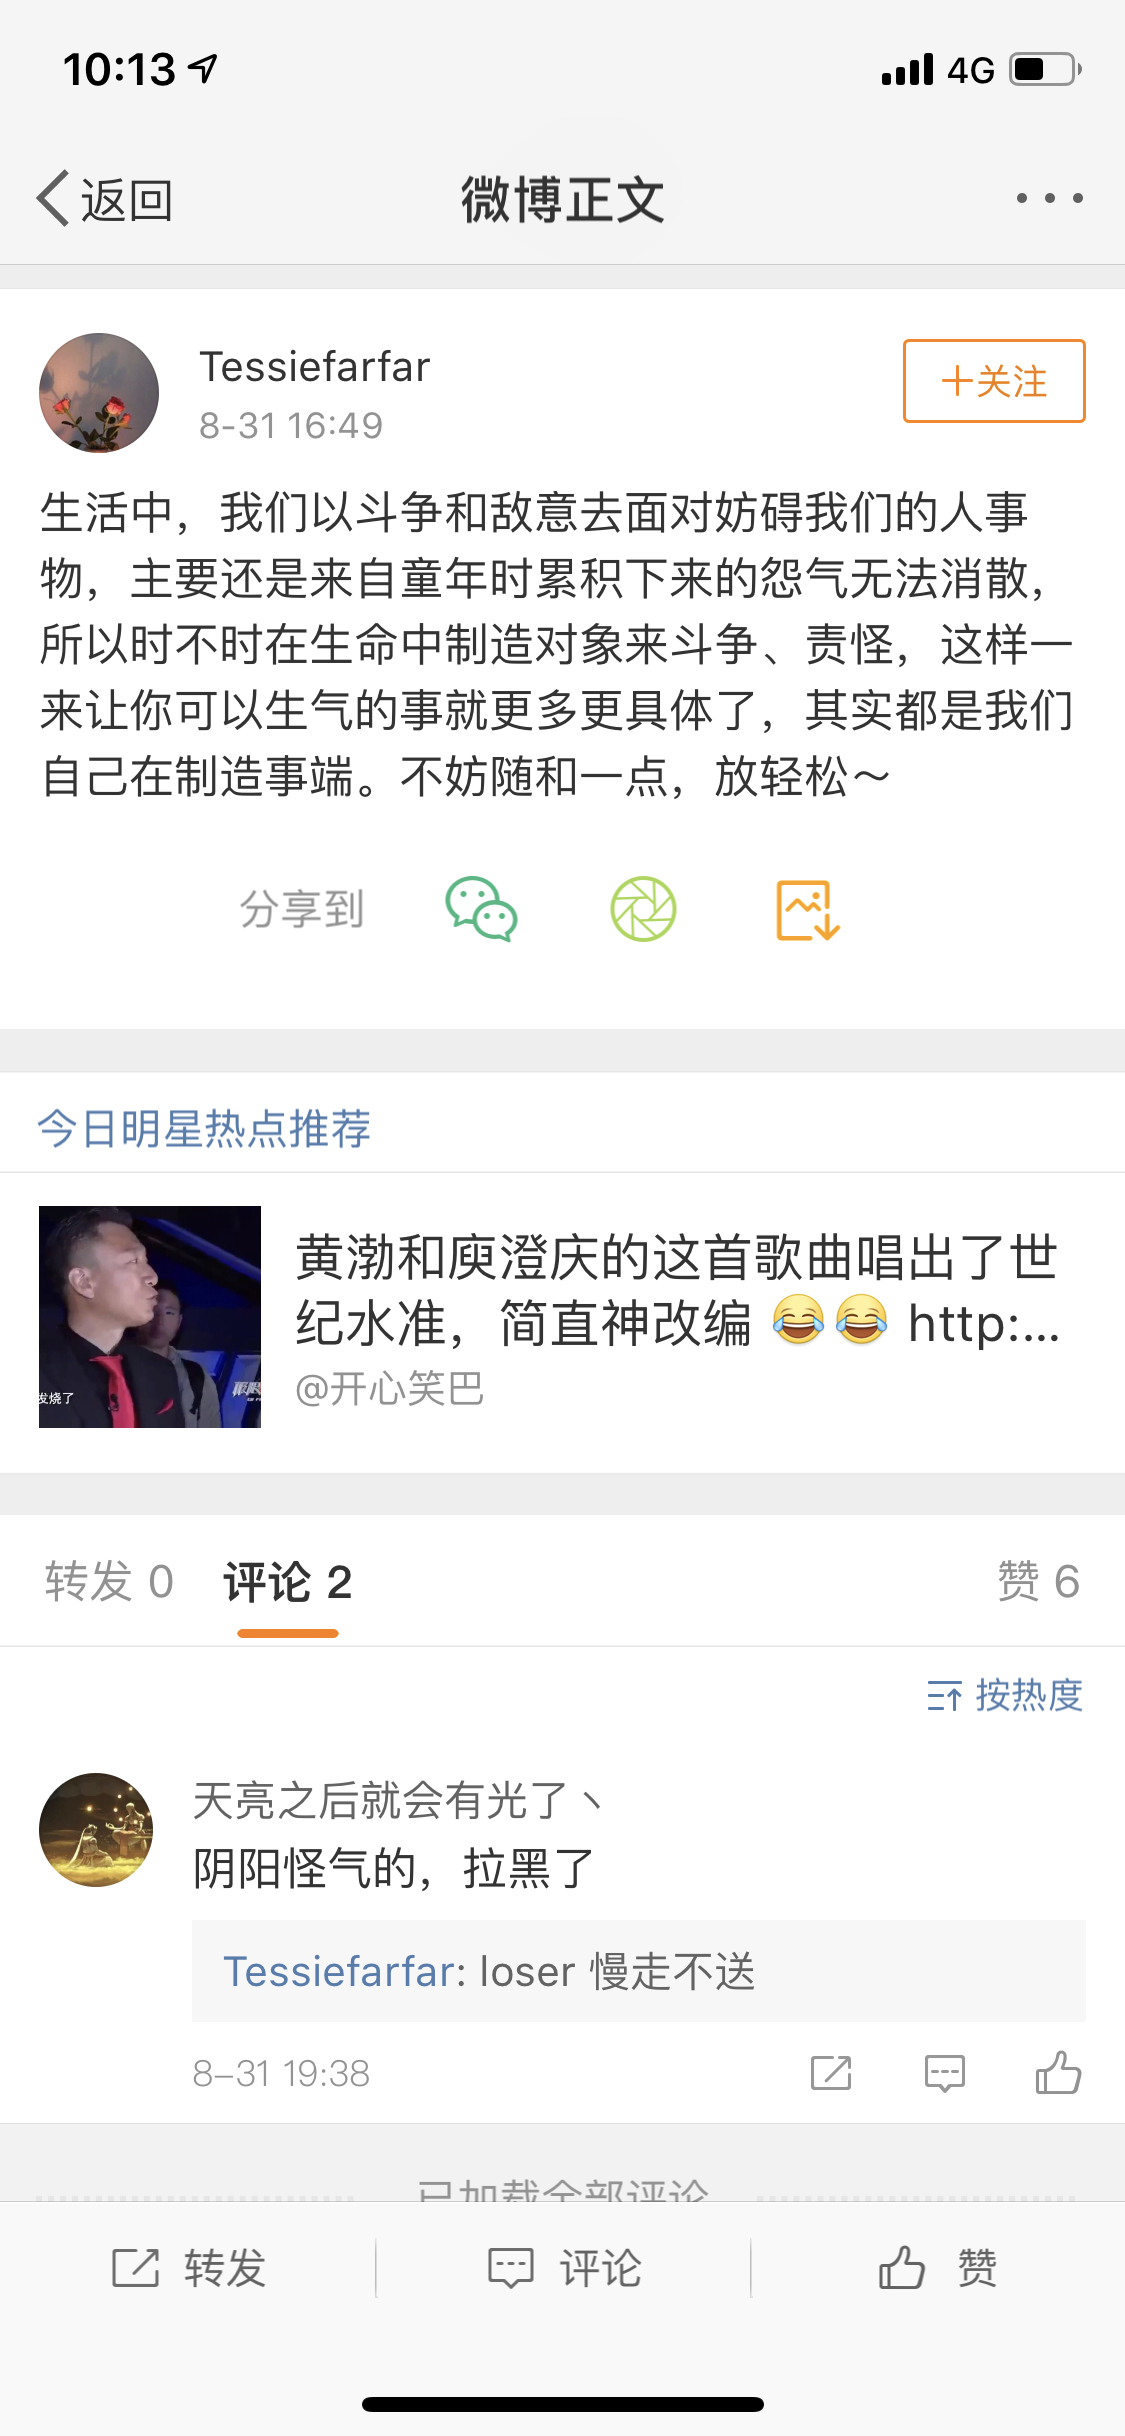 10:13
4G
返回
微博正文
Tessiefarfar
8-31 16:49
+关注
生活中，我们以斗争和敌意去面对妨碍我们的人事
物，主要还是来自童年时累积下来的怨气无法消散，
所以时不时在生命中制造对象来斗争、责怪，这样一
来让你可以生气的事就更多更具体了，其实都是我们
自己在制造事端。不妨随和一点，放轻松～
分享到
今日明星热点推荐
发烧了
黄渤和庾澄庆的这首歌曲唱出了世
纪水准，简直神改编 😂😂 http:...
@开心笑巴
转发 0
评论 2
赞 6
按热度
天亮之后就会有光了丶
阴阳怪气的，拉黑了
Tessiefarfar: loser 慢走不送
8-31 19:38
已加载全部评论
转发
评论
赞